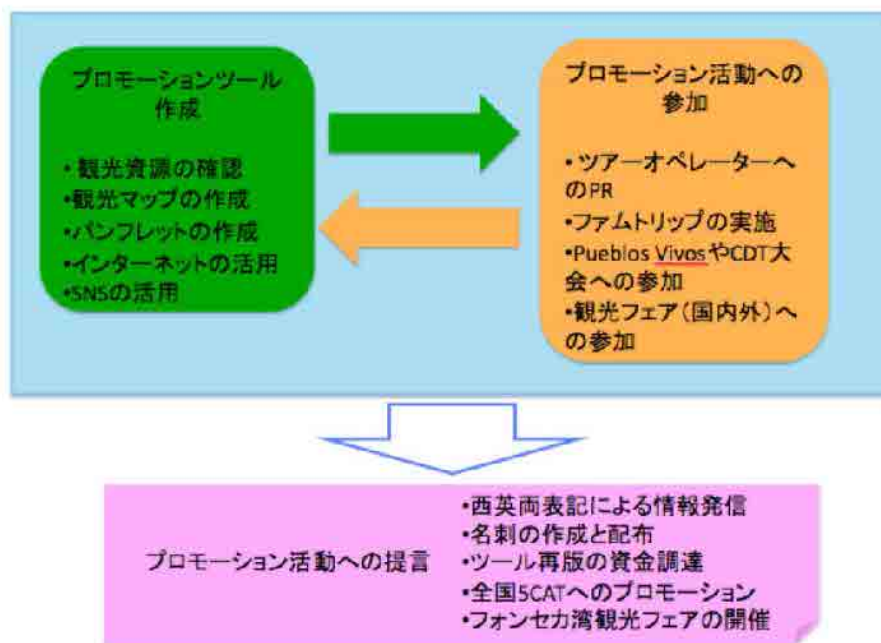 プロモーションツール
作成
• 観光資源の確認
•観光マップの作成
•パンフレットの作成
•インターネットの活用
•SNSの活用
プロモーション活動への
参加
• ツアーオペレーターへ
のPR
•ファムトリップの実施
•Pueblos VivosやCDT大
会への参加
•観光フェア(国内外)へ
の参加
プロモーション活動への提言
•西英両表記による情報発信
•名刺の作成と配布
•ツール再版の資金調達
•全国5CATへのプロモーション
•フォンセカ湾観光フェアの開催